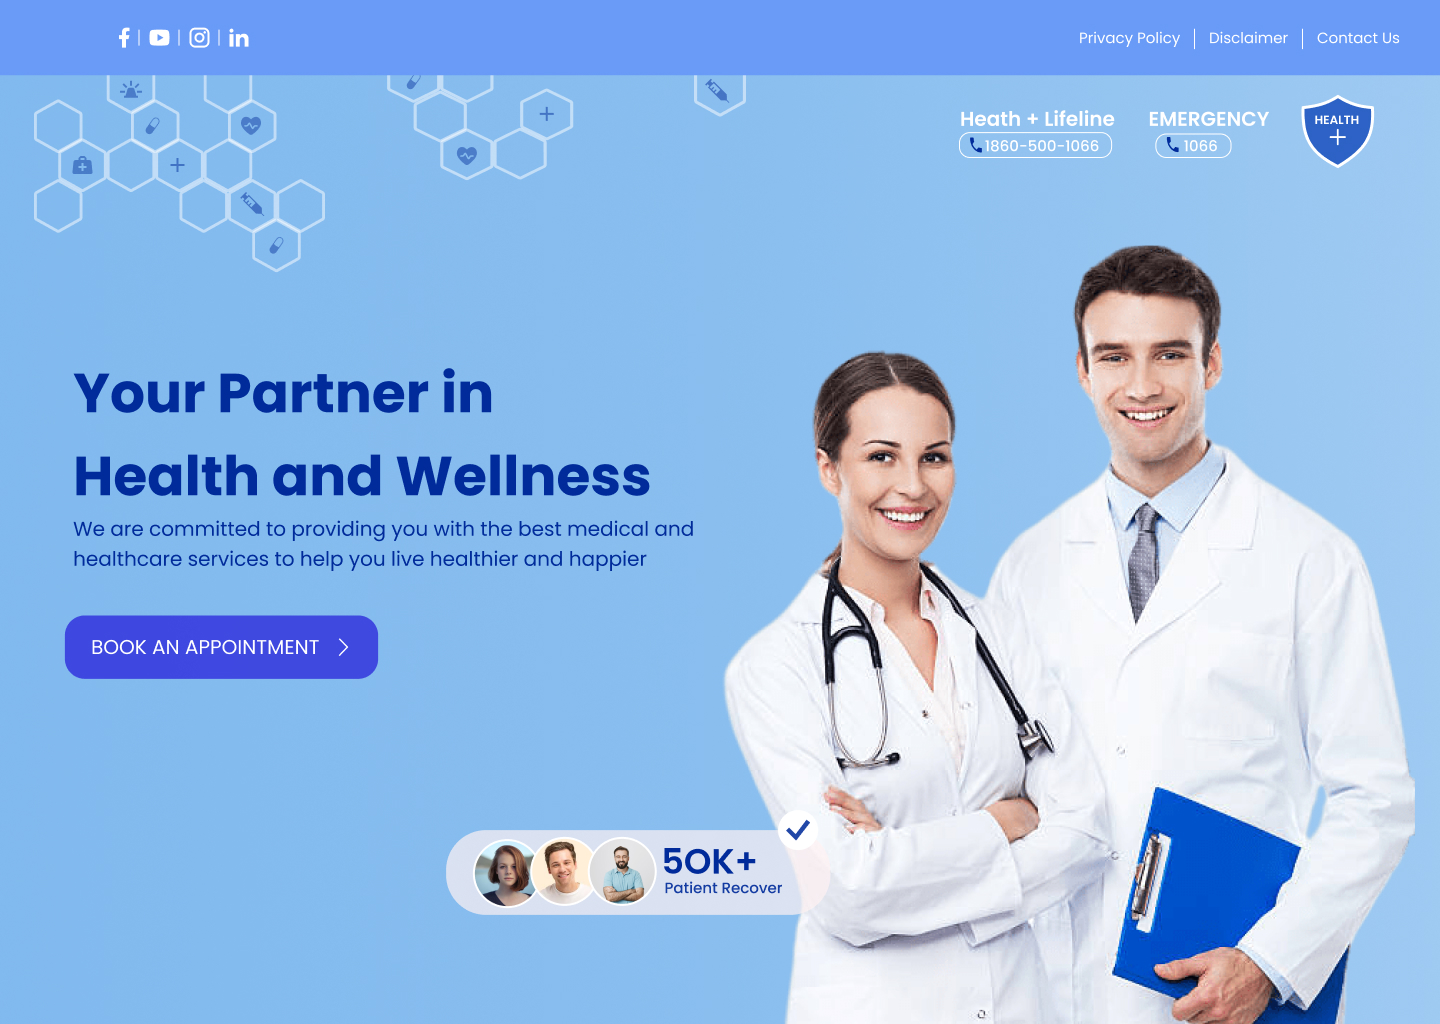 Privacy Policy
Disclaimer
Contact Us
Heath + Lifeline
1860-500-1066
EMERGENCY
1066
HEALTH
Your Partner in
Health and Wellness
We are committed to providing you with the best medical and
healthcare services to help you live healthier and happier
BOOK AN APPOINTMENT
50K+
Patient Recover